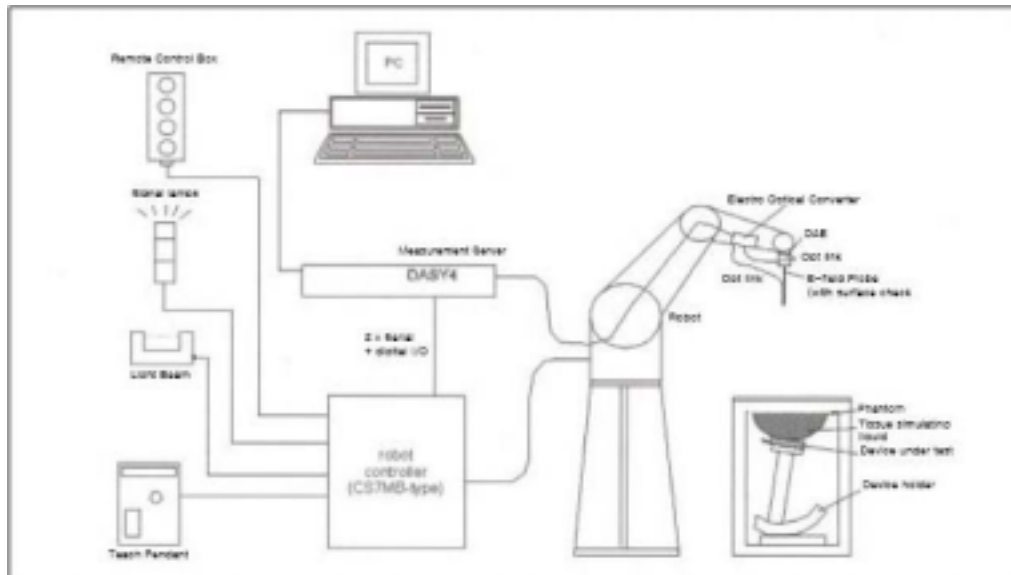 Remote Control Box
PC
Signal lamps
Electro Optical Converter
DAE
Opt link
Measurement Server
DASY4
Opt link
E-field Probe
(with surface check
Robot
2 x Serial
+ digital I/O
Light Beam
Phantom
Tissue simulating
liquid
Device under test
robot
controller
(CS7MB-type)
Device holder
Teach Pendant